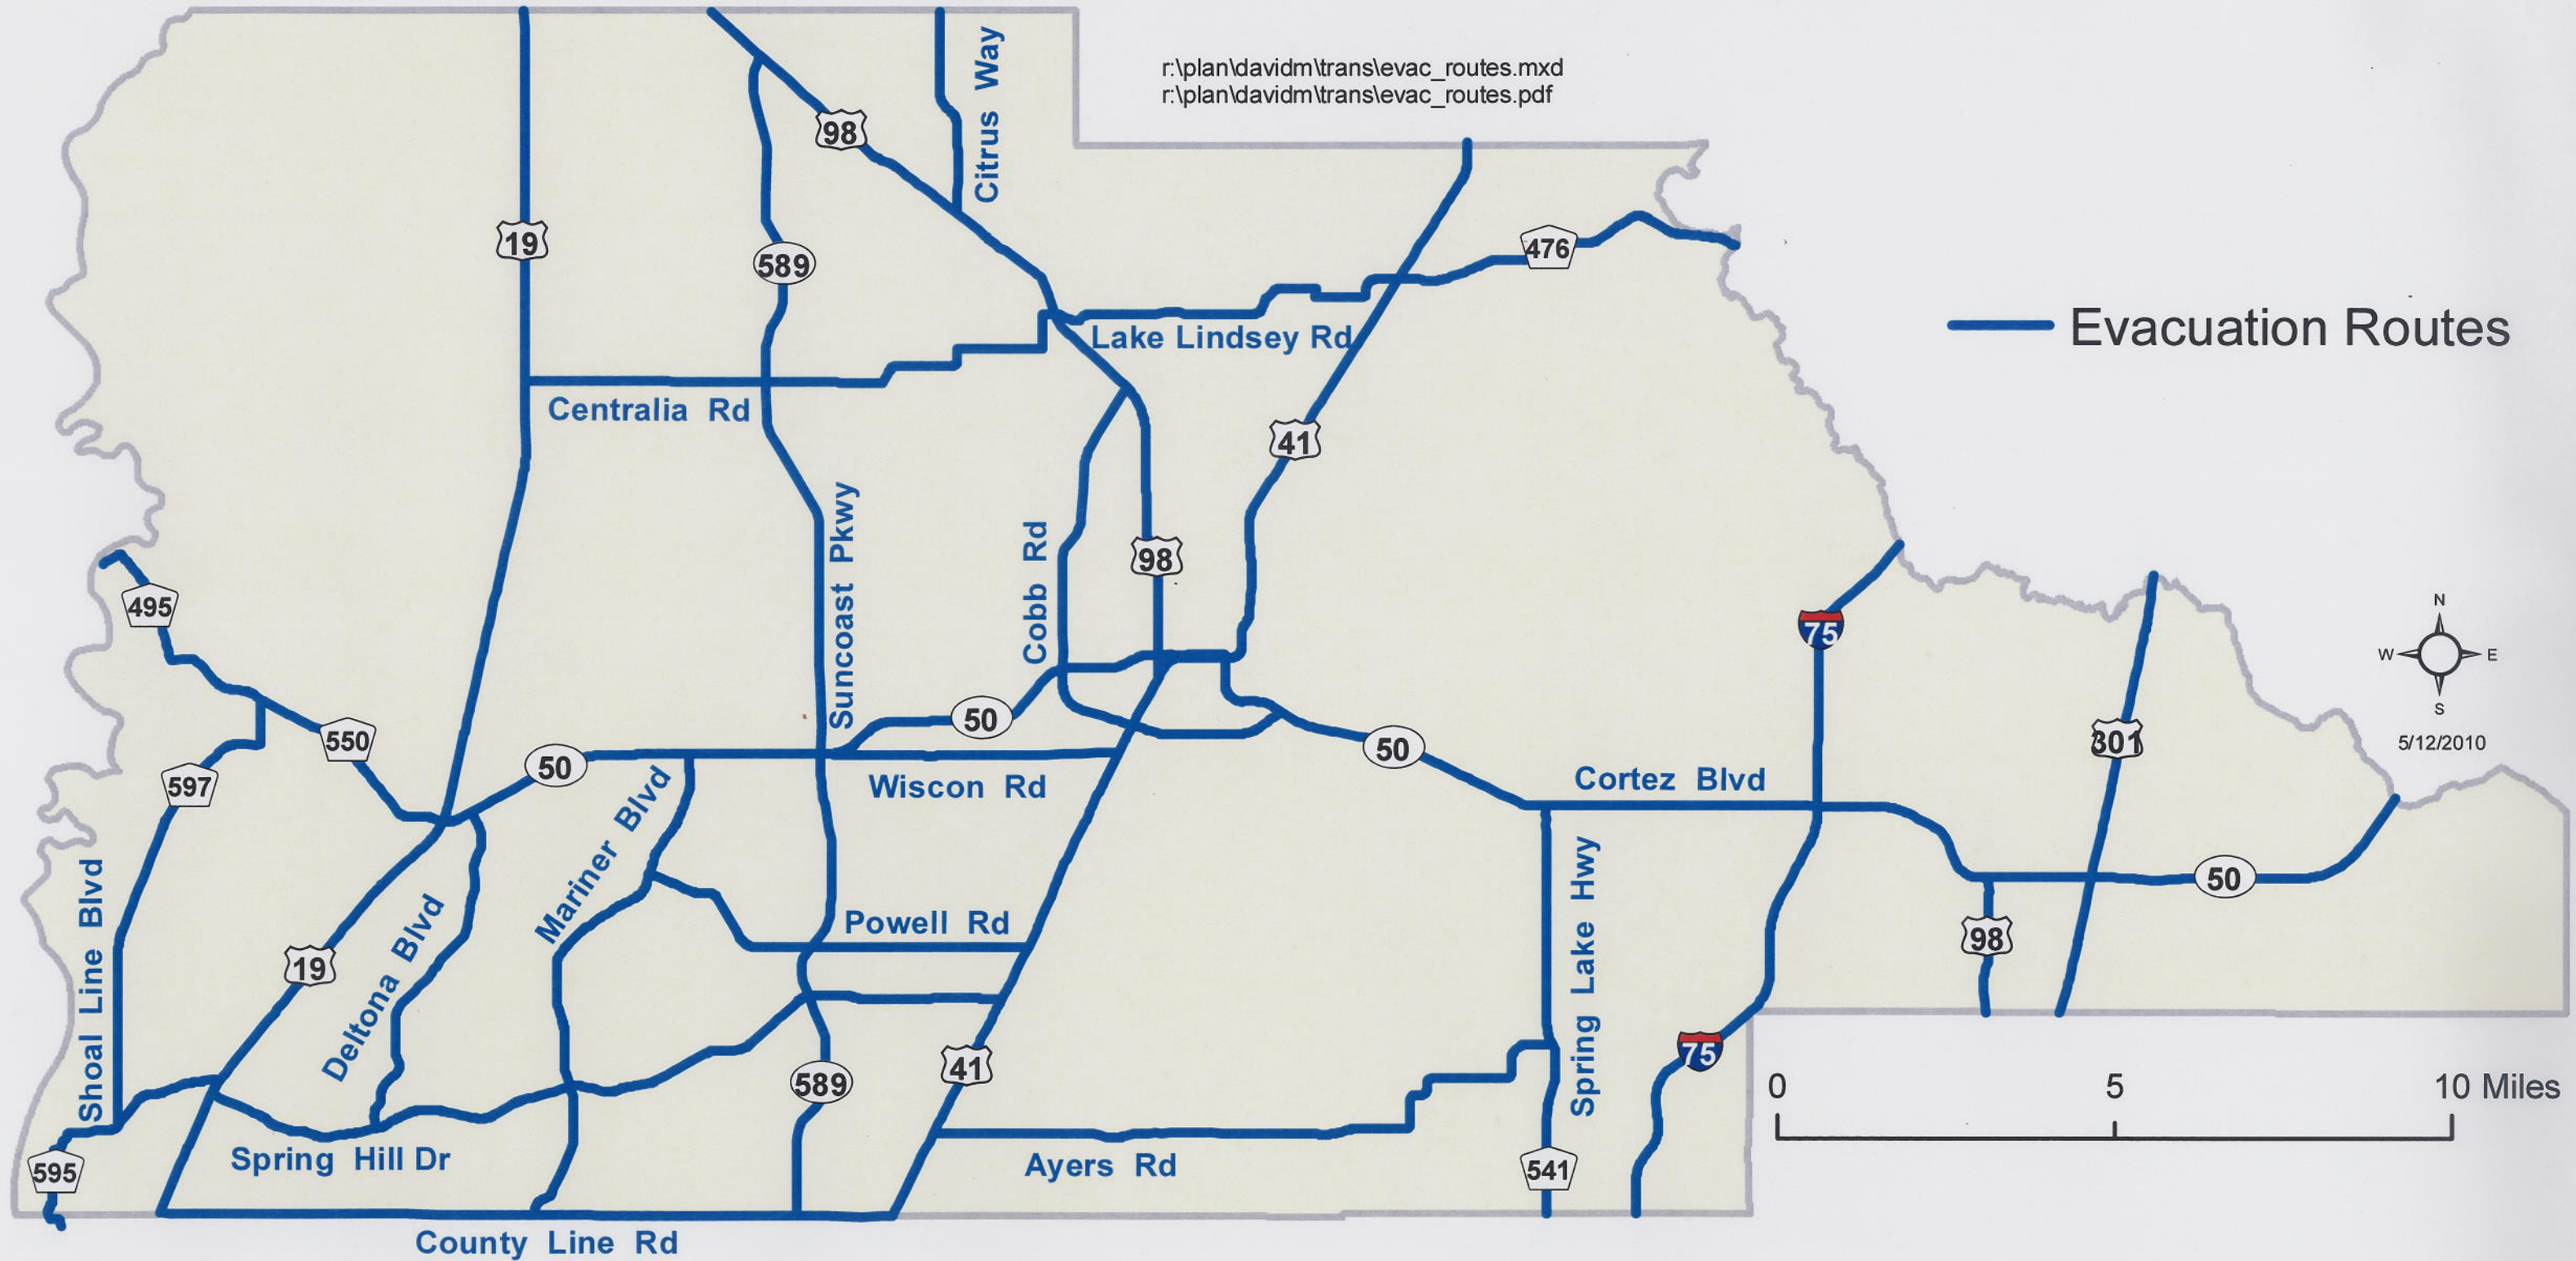 Citrus Way
r:\plan\davidm\trans\evac_routes.mxd
r:\plan\davidm\trans\evac_routes.pdf
98
19
589
476
Evacuation Routes
Lake Lindsey Rd
Centralia Rd
41
Suncoast Pkwy
Cobb Rd
98
495
75
N
W E
S
5/12/2010
550
597
50
50
50
301
Wiscon Rd
Cortez Blvd
Mariner Blvd
Shoal Line Blvd
Deltona Blvd
Powell Rd
Spring Lake Hwy
50
98
19
75
41
589
0 5 10 Miles
595
Spring Hill Dr
Ayers Rd
541
County Line Rd